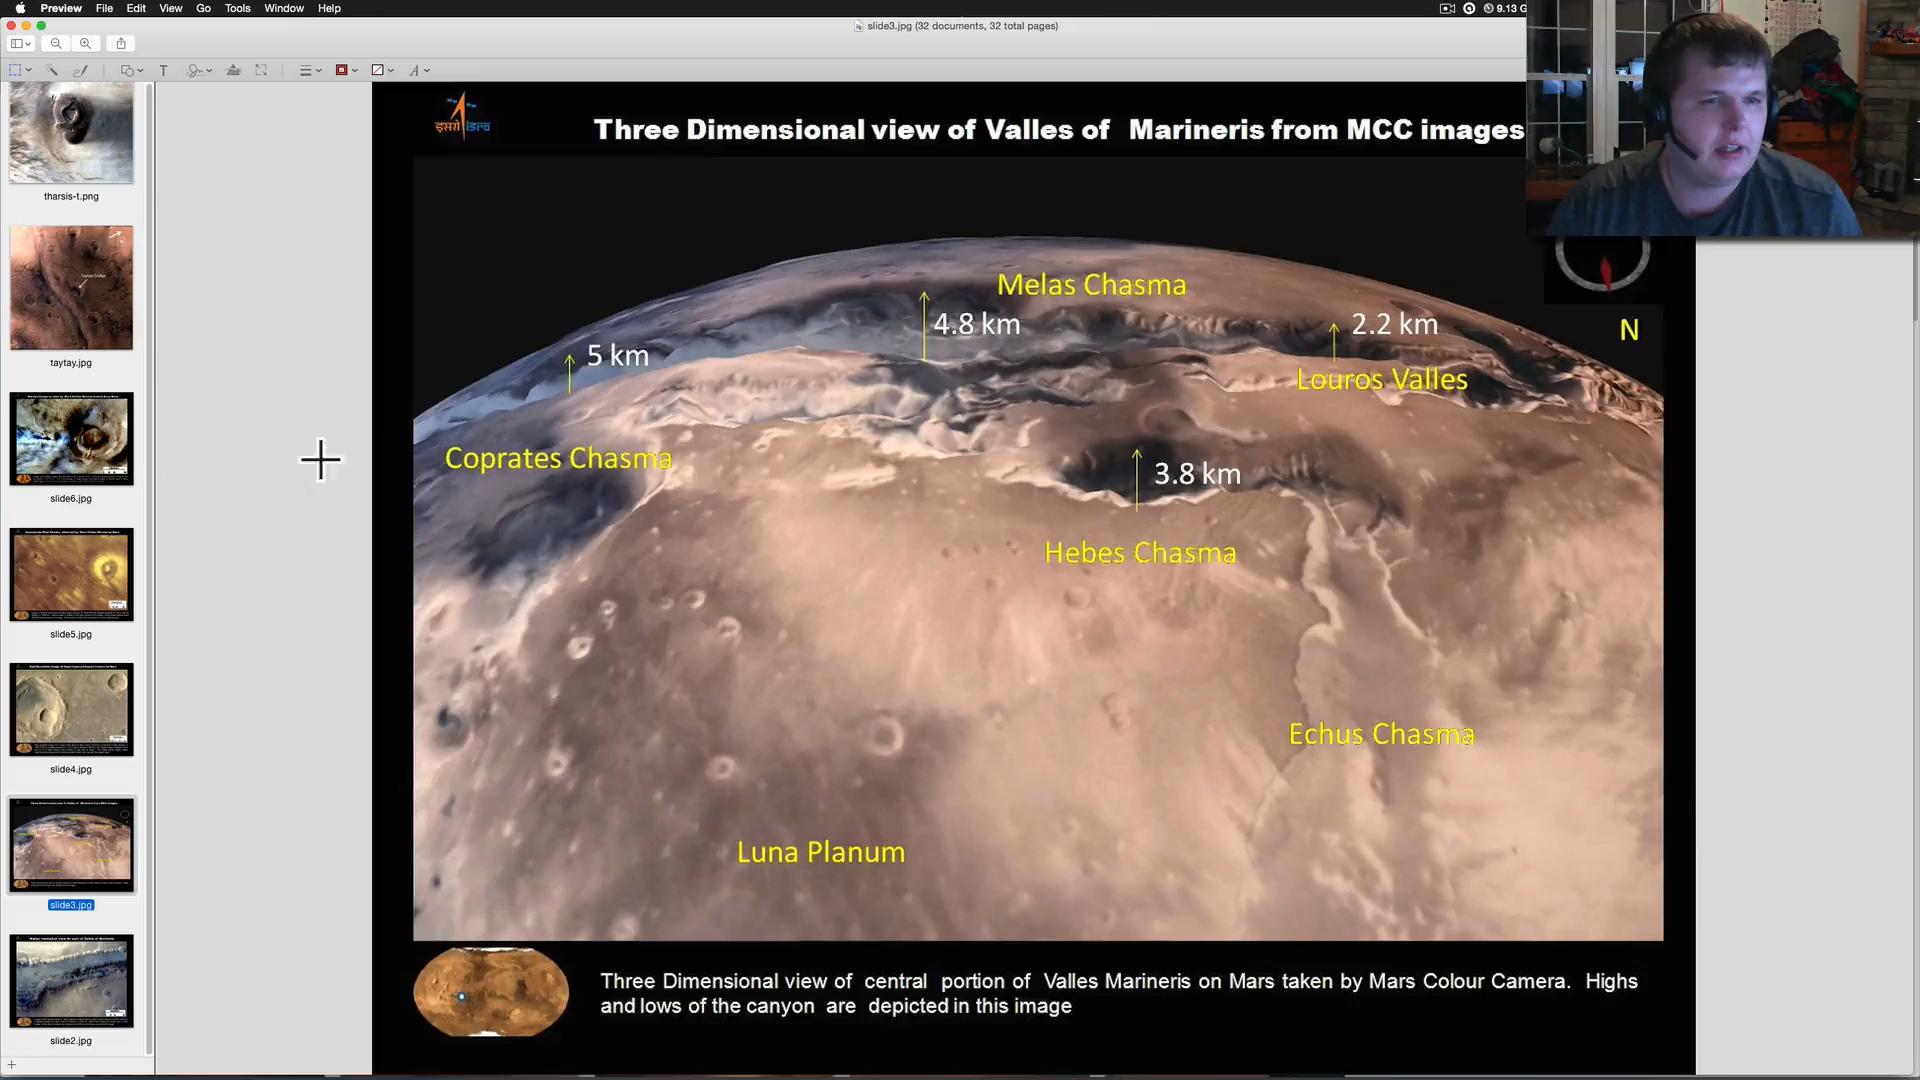 Preview File Edit View Go Tools Window Help
9.13 G
slide3.jpg (32 documents, 32 total pages)
tharsis-t.png
taytay.jpg
slide6.jpg
slide5.jpg
slide4.jpg
slide3.jpg
slide2.jpg
इसरो isro
Three Dimensional view of Valles of Marineris from MCC images
Melas Chasma
4.8 km
2.2 km
N
5 km
Louros Valles
Coprates Chasma
3.8 km
Hebes Chasma
Echus Chasma
Luna Planum
Three Dimensional view of central portion of Valles Marineris on Mars taken by Mars Colour Camera. Highs
and lows of the canyon are depicted in this image